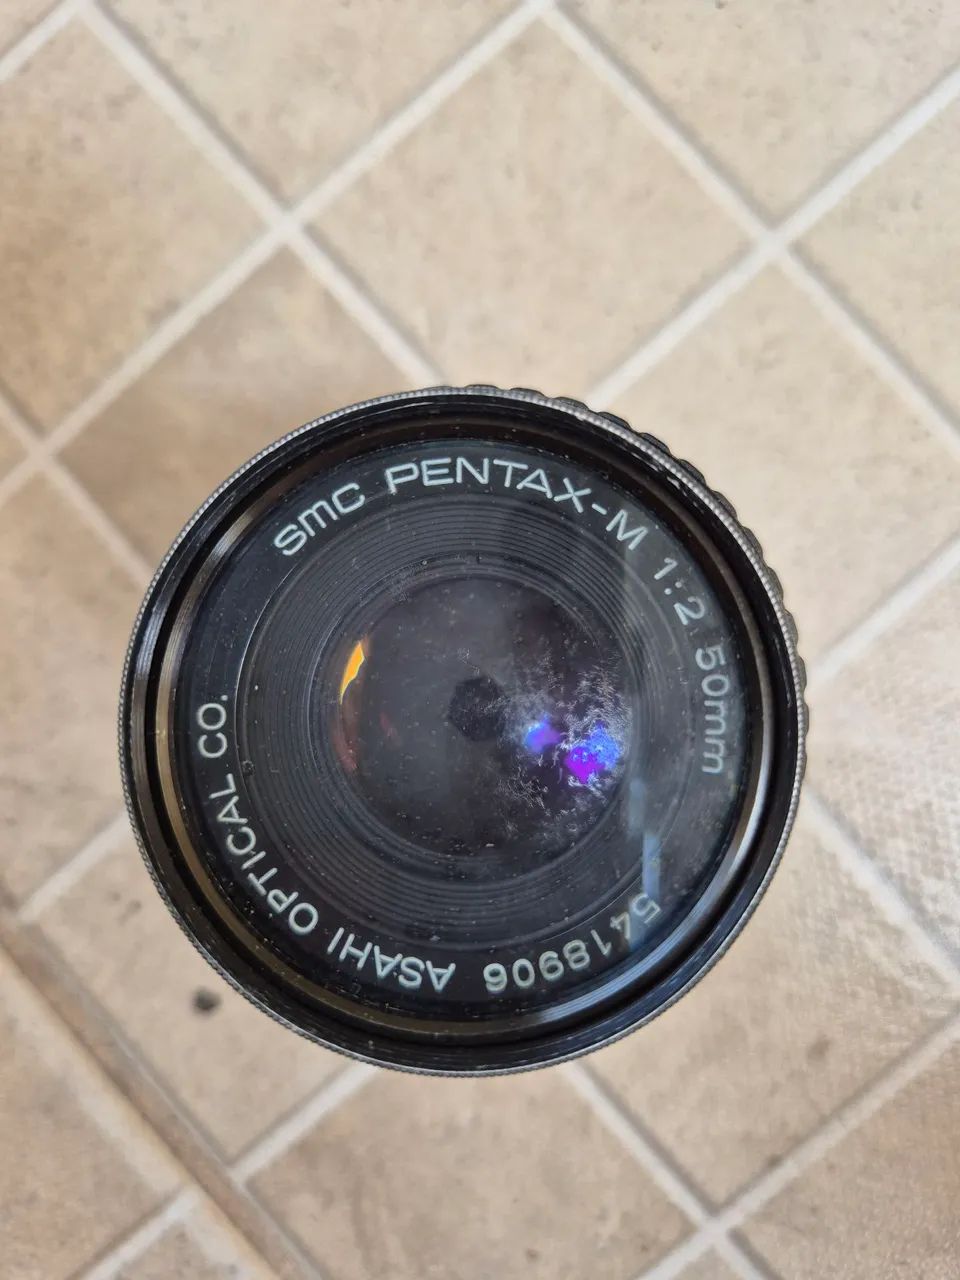 smc PENTAX-M 1:2 50mm
5418906 ASAHI OPTICAL CO.